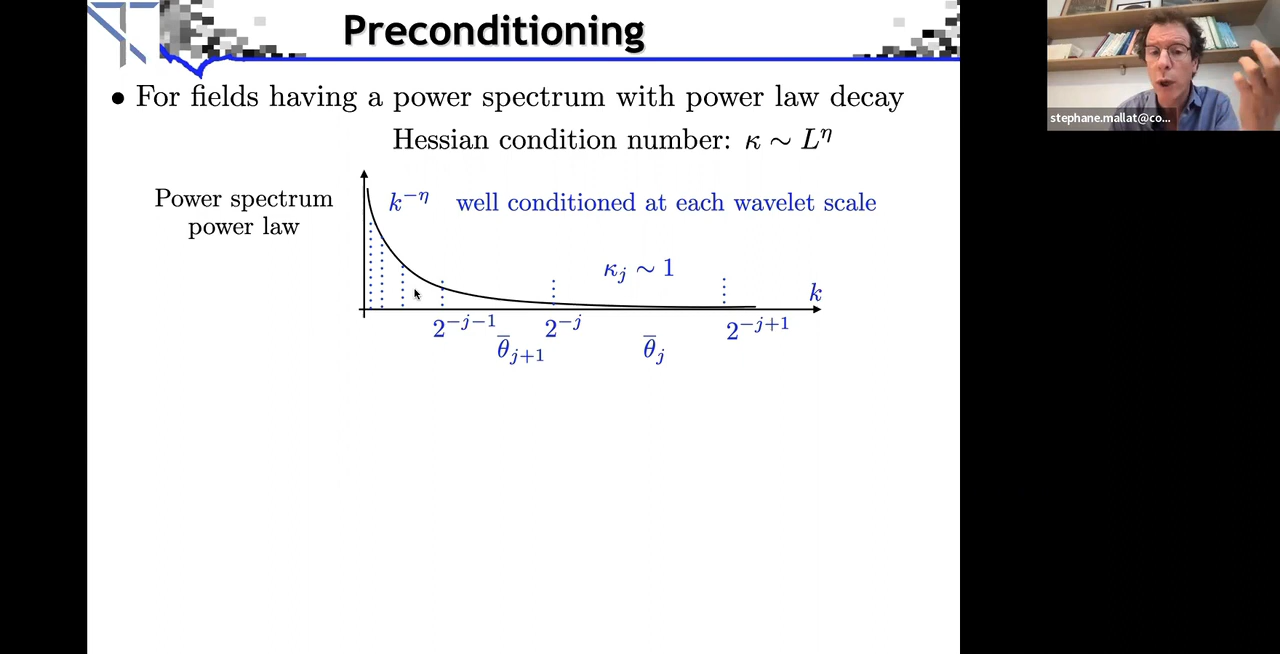 Preconditioning
stephane.mallat@co...
• For fields having a power spectrum with power law decay
Hessian condition number: κ ∼ L^η
Power spectrum
power law
k^{−η} well conditioned at each wavelet scale
κ_j ∼ 1
k
2^{−j−1} 2^{−j} 2^{−j+1}
θ̅_{j+1} θ̅_j